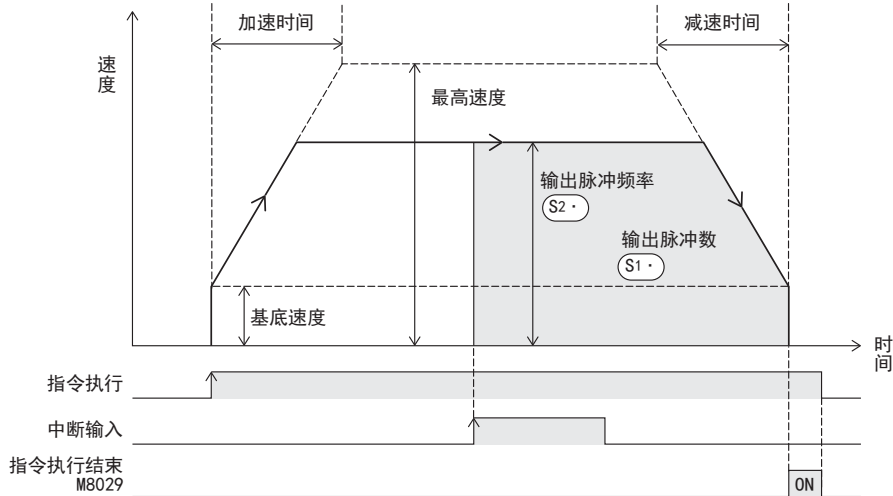 加速时间
减速时间
速度
最高速度
输出脉冲频率
S2·
输出脉冲数
S1·
基底速度
时间
指令执行
中断输入
指令执行结束
M8029
ON